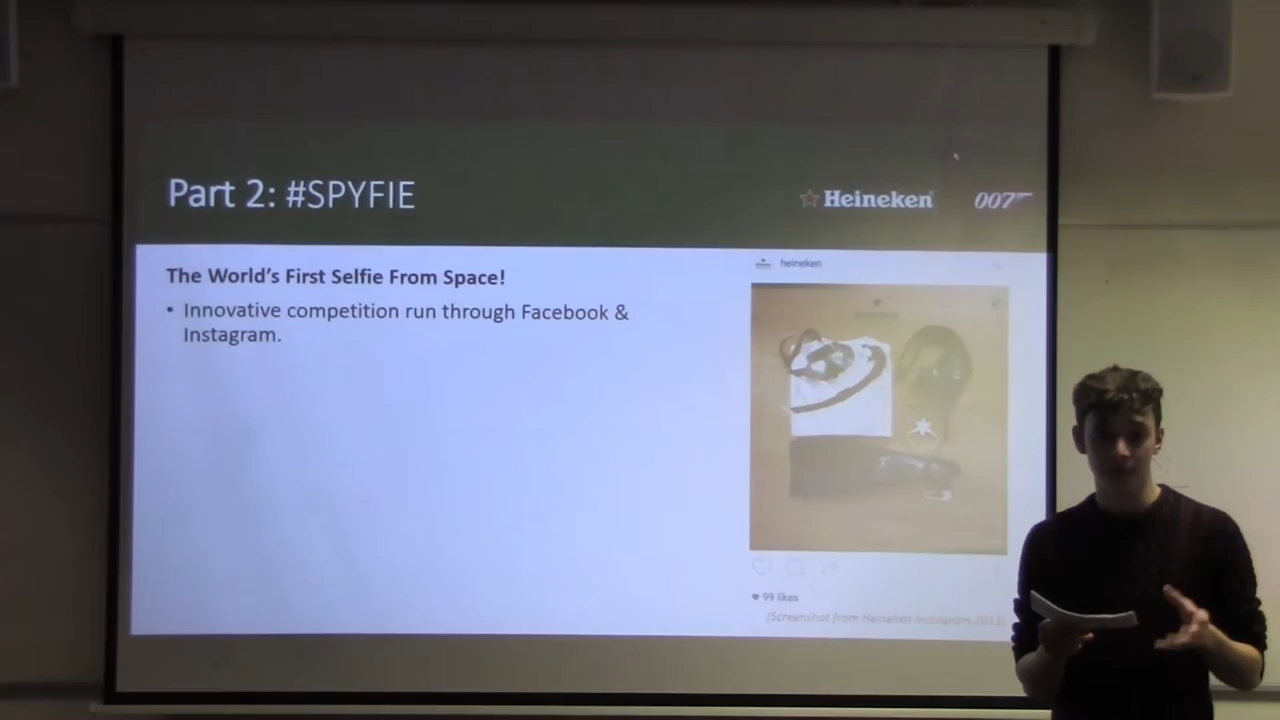 Part 2: #SPYFIE
Heineken
007
The World's First Selfie From Space!
• Innovative competition run through Facebook &
Instagram.
heineken
99 likes
(Screenshot from Heineken Instagram 2015)